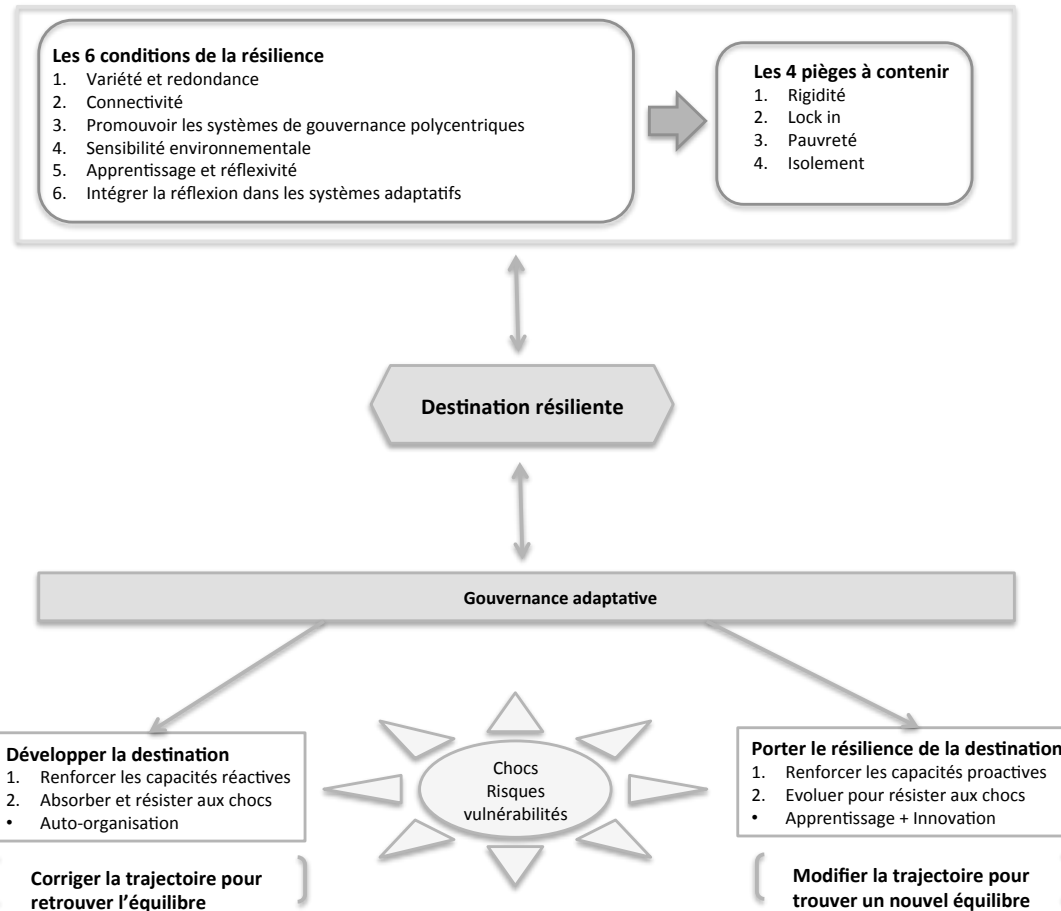 Les 6 conditions de la résilience
1. Variété et redondance
2. Connectivité
3. Promouvoir les systèmes de gouvernance polycentriques
4. Sensibilité environnementale
5. Apprentissage et réflexivité
6. Intégrer la réflexion dans les systèmes adaptatifs
Les 4 pièges à contenir
1. Rigidité
2. Lock in
3. Pauvreté
4. Isolement
Destination résiliente
Gouvernance adaptative
Développer la destination
1. Renforcer les capacités réactives
2. Absorber et résister aux chocs
• Auto-organisation
Corriger la trajectoire pour
retrouver l'équilibre
Chocs
Risques
vulnérabilités
Porter le résilience de la destination
1. Renforcer les capacités proactives
2. Evoluer pour résister aux chocs
• Apprentissage + Innovation
Modifier la trajectoire pour
trouver un nouvel équilibre